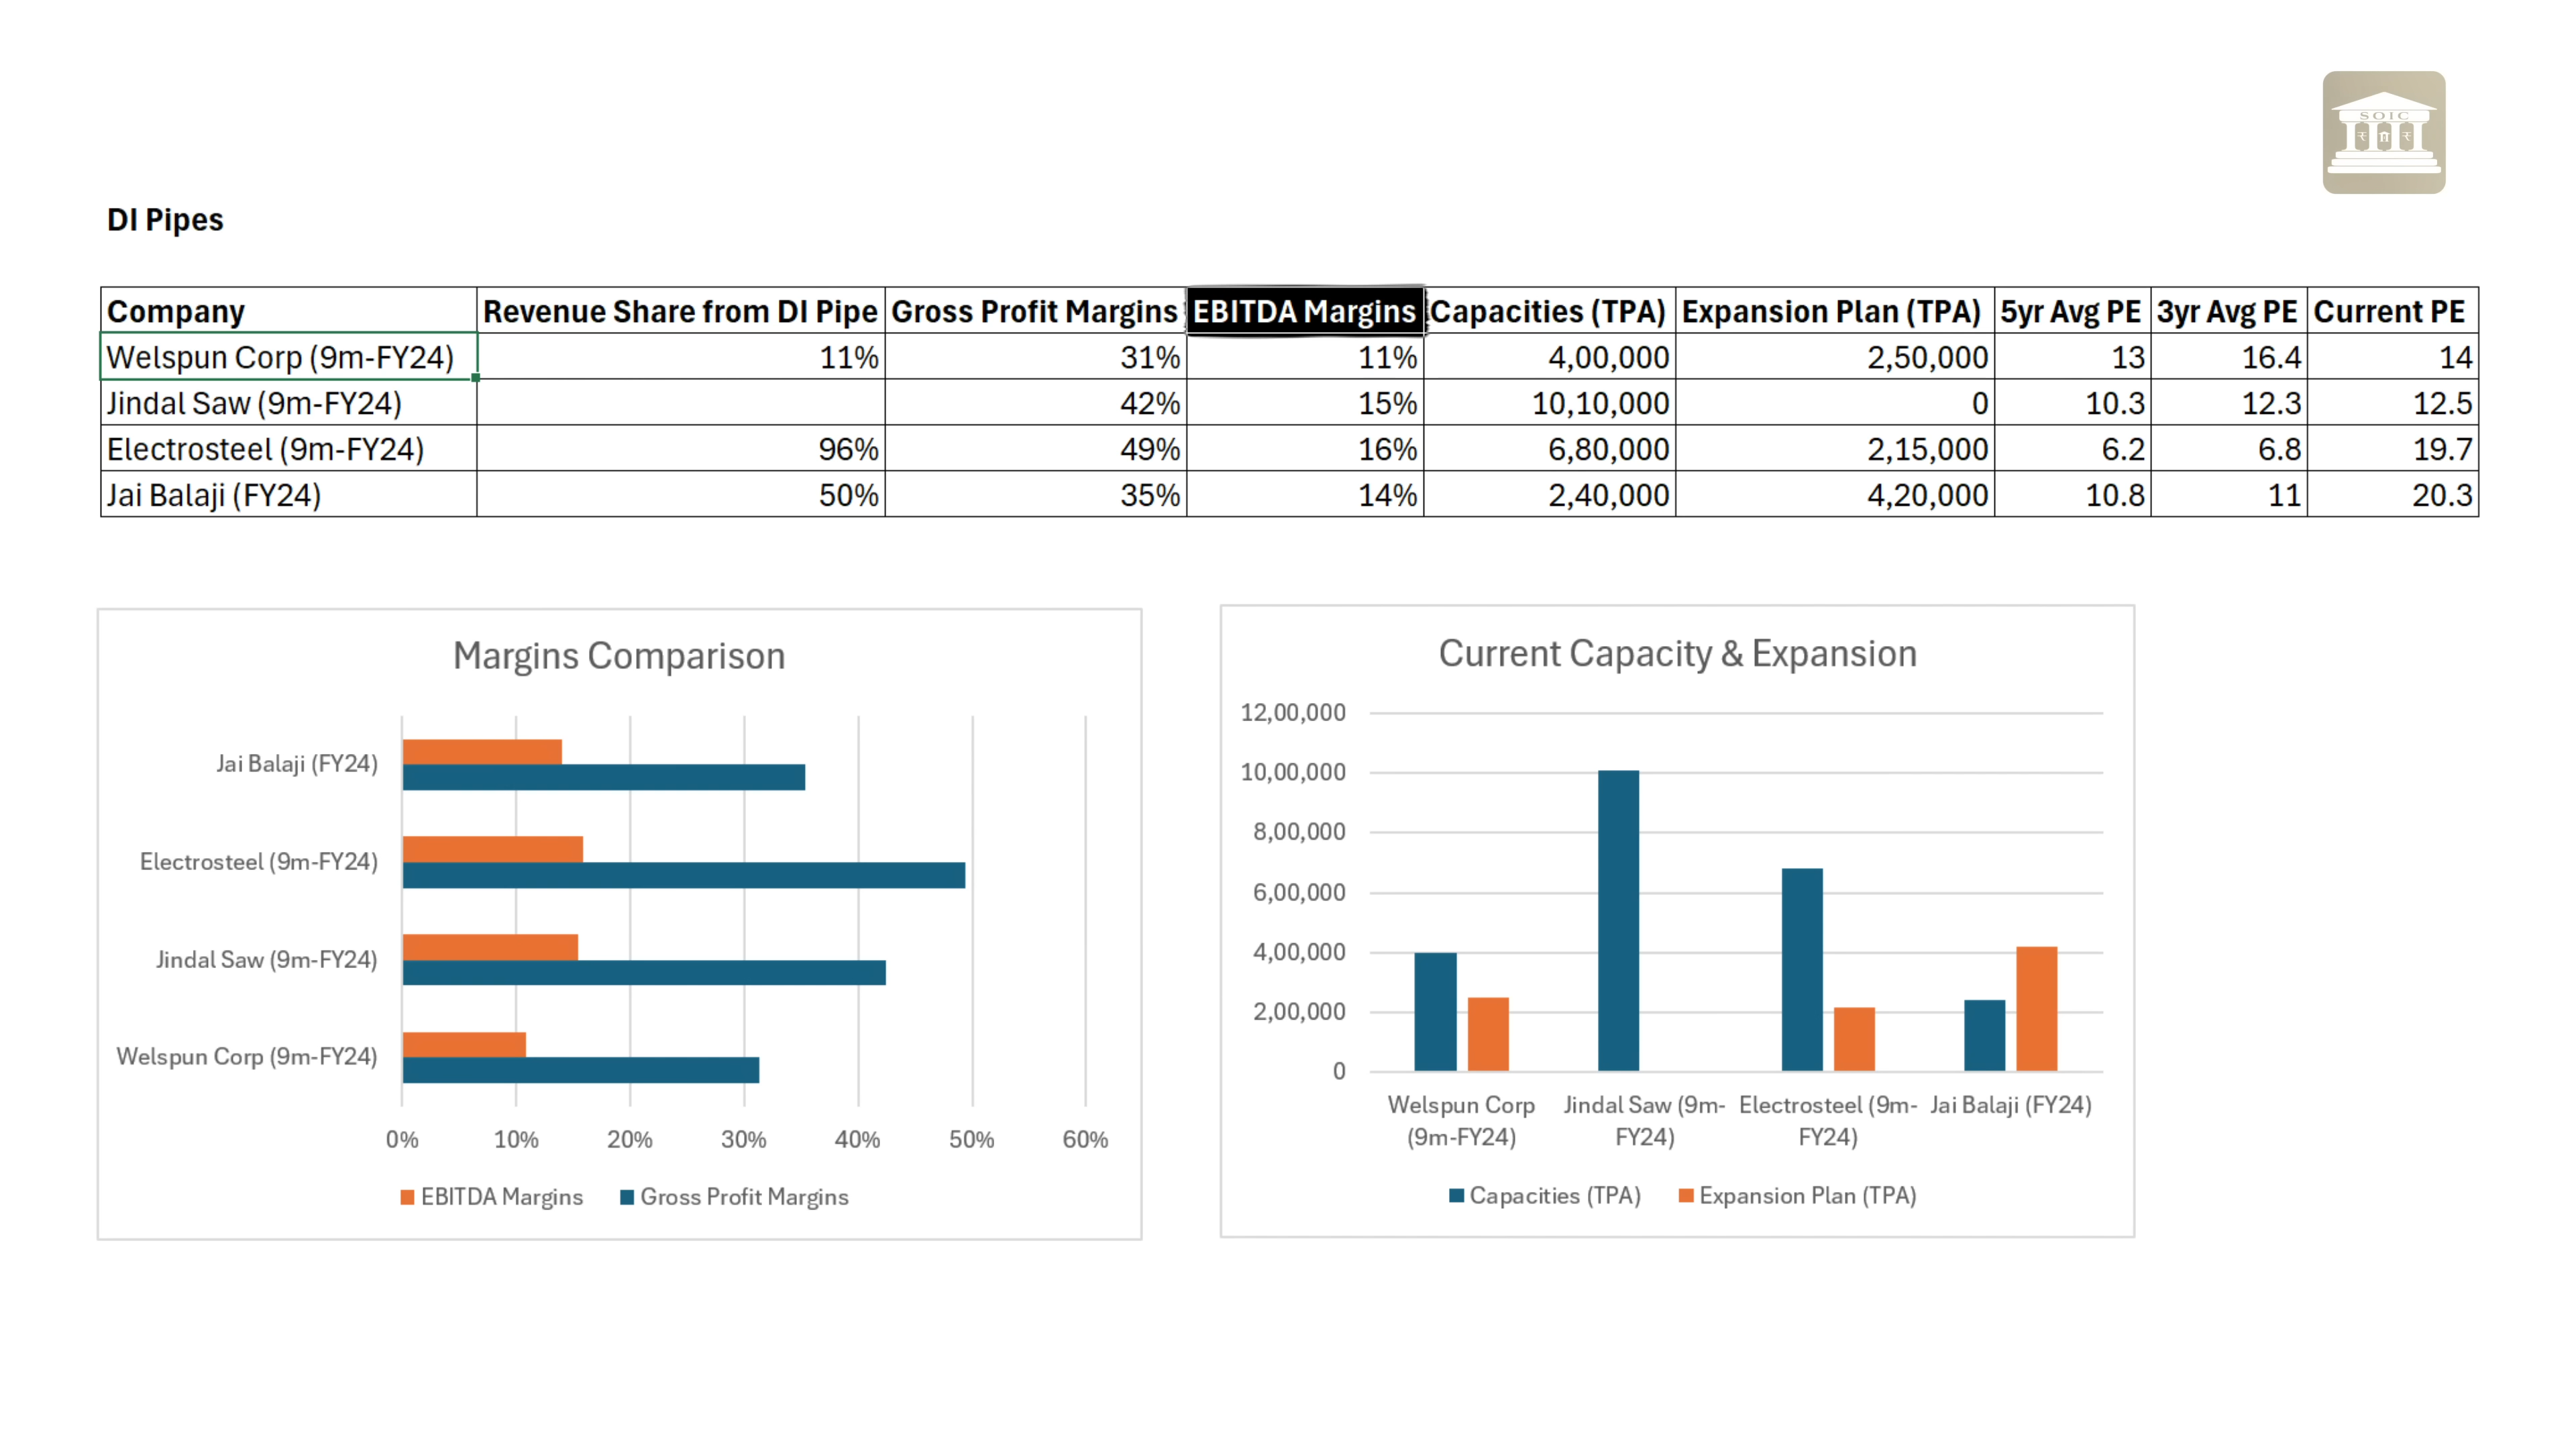 SOIC
₹ ₹
DI Pipes
Company Revenue Share from DI Pipe Gross Profit Margins EBITDA Margins Capacities (TPA) Expansion Plan (TPA) 5yr Avg PE 3yr Avg PE Current PE
Welspun Corp (9m-FY24) 11% 31% 11% 4,00,000 2,50,000 13 16.4 14
Jindal Saw (9m-FY24) 42% 15% 10,10,000 0 10.3 12.3 12.5
Electrosteel (9m-FY24) 96% 49% 16% 6,80,000 2,15,000 6.2 6.8 19.7
Jai Balaji (FY24) 50% 35% 14% 2,40,000 4,20,000 10.8 11 20.3
Margins Comparison
Jai Balaji (FY24)
Electrosteel (9m-FY24)
Jindal Saw (9m-FY24)
Welspun Corp (9m-FY24)
0% 10% 20% 30% 40% 50% 60%
EBITDA Margins Gross Profit Margins
Current Capacity & Expansion
12,00,000
10,00,000
8,00,000
6,00,000
4,00,000
2,00,000
0
Welspun Corp Jindal Saw (9m- Electrosteel (9m- Jai Balaji (FY24)
(9m-FY24) FY24) FY24)
Capacities (TPA) Expansion Plan (TPA)